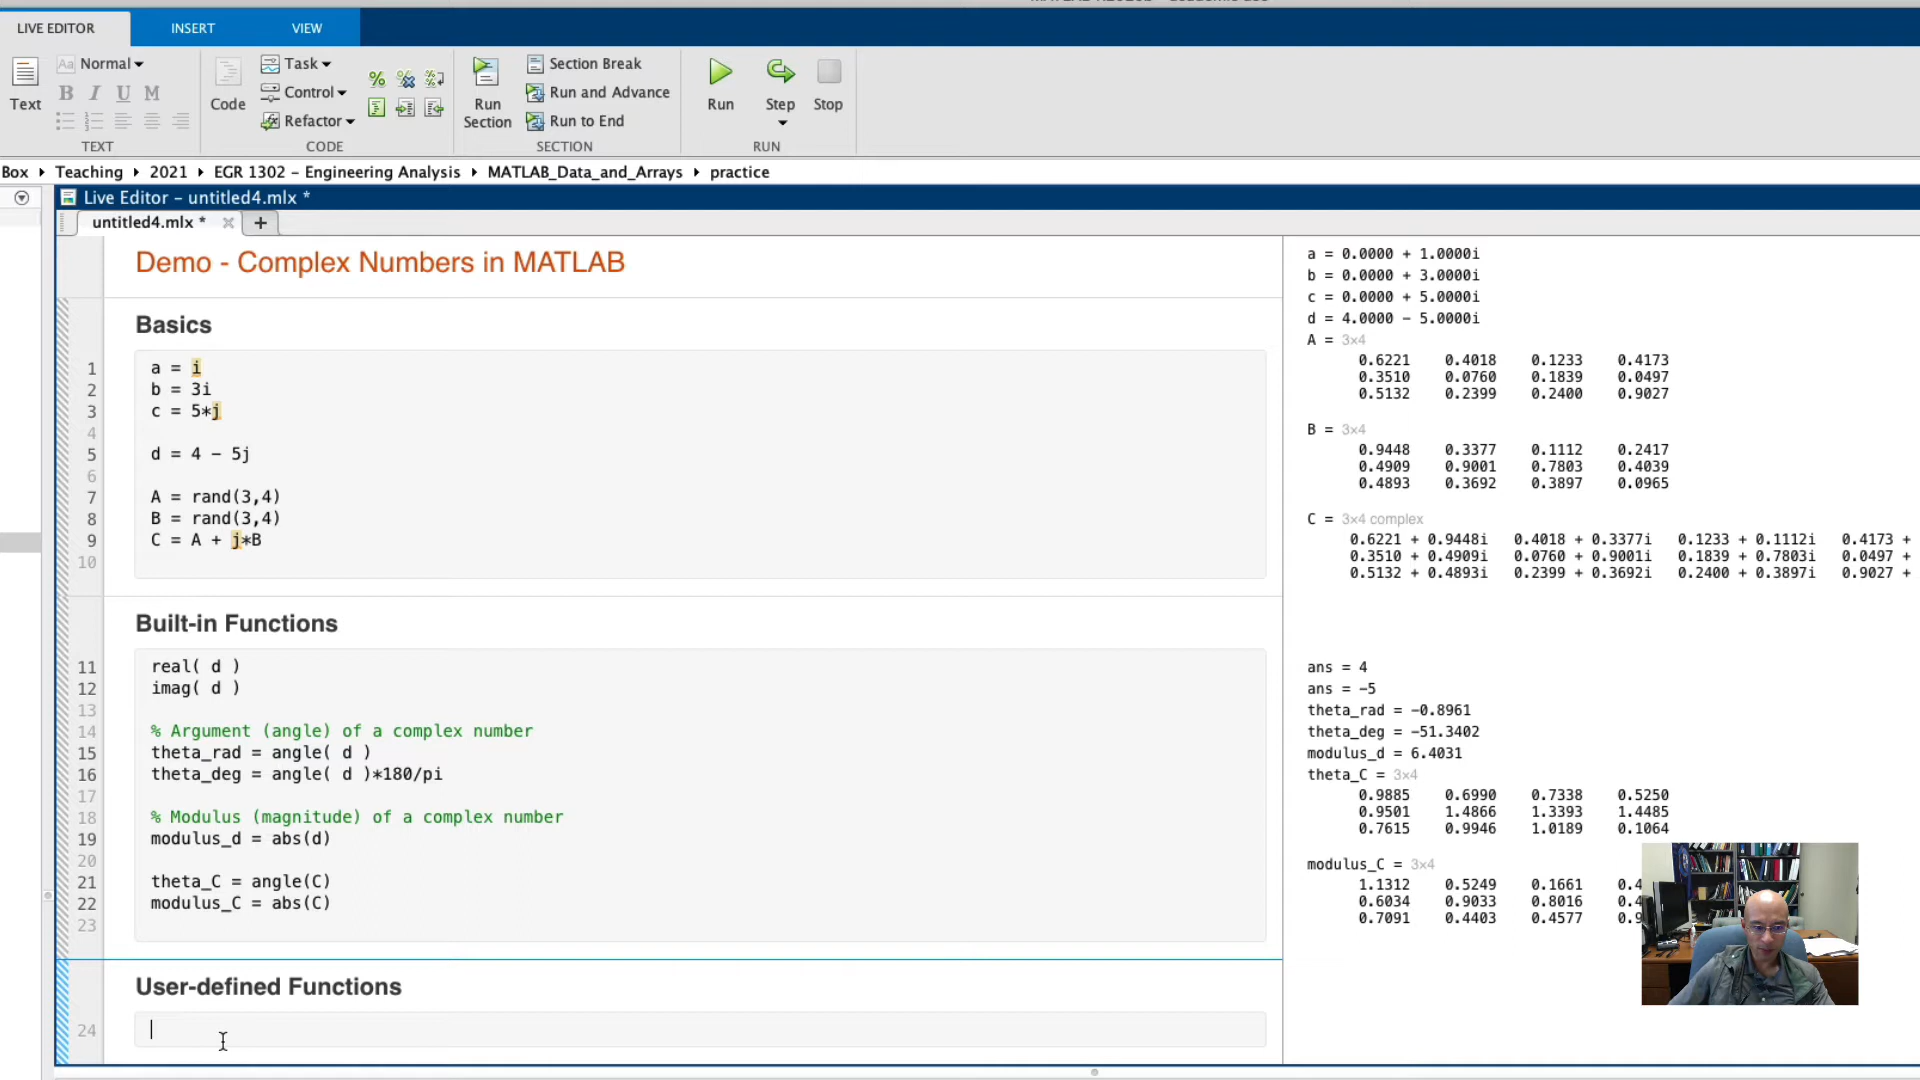 LIVE EDITOR INSERT VIEW
Text
Aa Normal
B I U M
TEXT
Code
Task
Control
Refactor
CODE
Run Section
Section Break
Run and Advance
Run to End
SECTION
Run
Step
Stop
RUN
Box Teaching 2021 EGR 1302 - Engineering Analysis MATLAB_Data_and_Arrays practice
Live Editor - untitled4.mlx *
untitled4.mlx *
Demo - Complex Numbers in MATLAB
Basics
1 a = i
2 b = 3i
3 c = 5*j
4
5 d = 4 - 5j
6
7 A = rand(3,4)
8 B = rand(3,4)
9 C = A + j*B
10
Built-in Functions
11 real( d )
12 imag( d )
13
14 % Argument (angle) of a complex number
15 theta_rad = angle( d )
16 theta_deg = angle( d )*180/pi
17
18 % Modulus (magnitude) of a complex number
19 modulus_d = abs(d)
20
21 theta_C = angle(C)
22 modulus_C = abs(C)
23
User-defined Functions
24
a = 0.0000 + 1.0000i
b = 0.0000 + 3.0000i
c = 0.0000 + 5.0000i
d = 4.0000 - 5.0000i
A = 3×4
0.6221 0.4018 0.1233 0.4173
0.3510 0.0760 0.1839 0.0497
0.5132 0.2399 0.2400 0.9027
B = 3×4
0.9448 0.3377 0.1112 0.2417
0.4909 0.9001 0.7803 0.4039
0.4893 0.3692 0.3897 0.0965
C = 3×4 complex
0.6221 + 0.9448i 0.4018 + 0.3377i 0.1233 + 0.1112i 0.4173 +
0.3510 + 0.4909i 0.0760 + 0.9001i 0.1839 + 0.7803i 0.0497 +
0.5132 + 0.4893i 0.2399 + 0.3692i 0.2400 + 0.3897i 0.9027 +
ans = 4
ans = -5
theta_rad = -0.8961
theta_deg = -51.3402
modulus_d = 6.4031
theta_C = 3×4
0.9885 0.6990 0.7338 0.5250
0.9501 1.4866 1.3393 1.4485
0.7615 0.9946 1.0189 0.1064
modulus_C = 3×4
1.1312 0.5249 0.1661
0.6034 0.9033 0.8016
0.7091 0.4403 0.4577